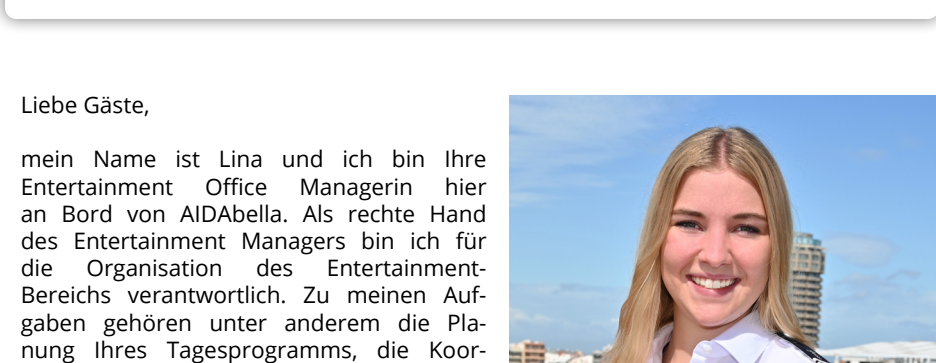 Liebe Gäste,
mein Name ist Lina und ich bin Ihre
Entertainment Office Managerin hier
an Bord von AIDAbella. Als rechte Hand
des Entertainment Managers bin ich für
die Organisation des Entertainment-
Bereichs verantwortlich. Zu meinen Auf-
gaben gehören unter anderem die Pla-
nung Ihres Tagesprogramms, die Koor-